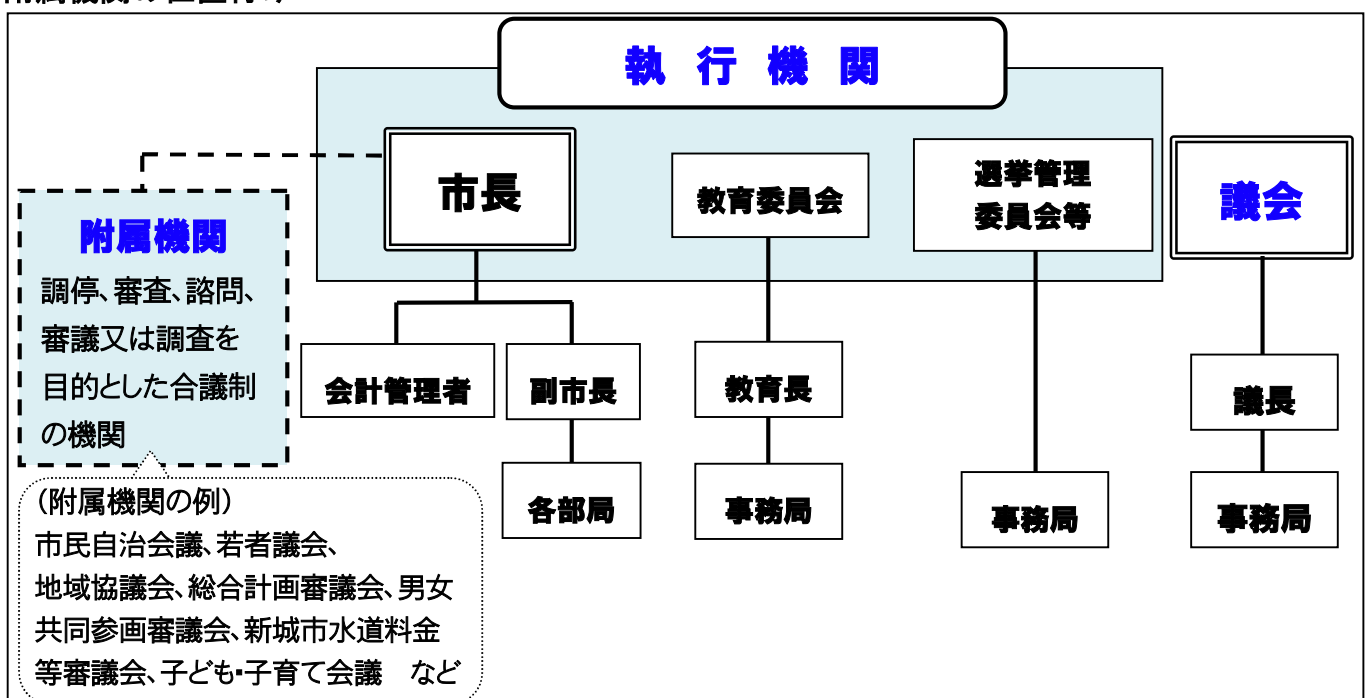 執行機関
市長
教育委員会
選挙管理
委員会等
議会
附属機関
調停、審査、諮問、
審議又は調査を
目的とした合議制
の機関
会計管理者
副市長
教育長
議長
各部局
事務局
事務局
事務局
(附属機関の例)
市民自治会議、若者議会、
地域協議会、総合計画審議会、男女
共同参画審議会、新城市水道料金
等審議会、子ども・子育て会議　など